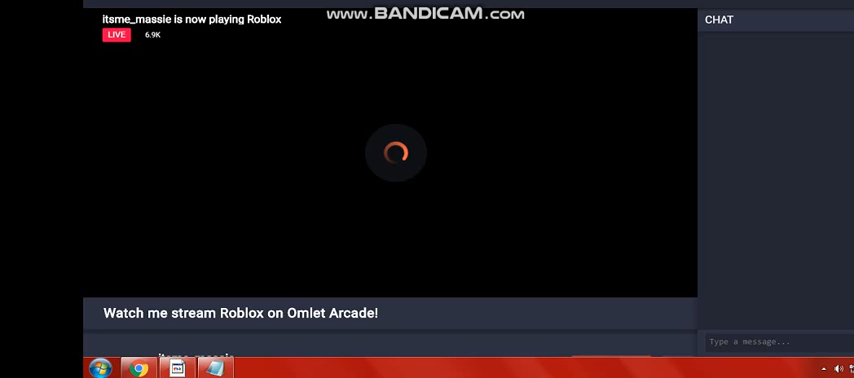 www.BANDICAM.com
itsme_massie is now playing Roblox
CHAT
LIVE 6.9K
Watch me stream Roblox on Omlet Arcade!
Type a message...
itsme_massie